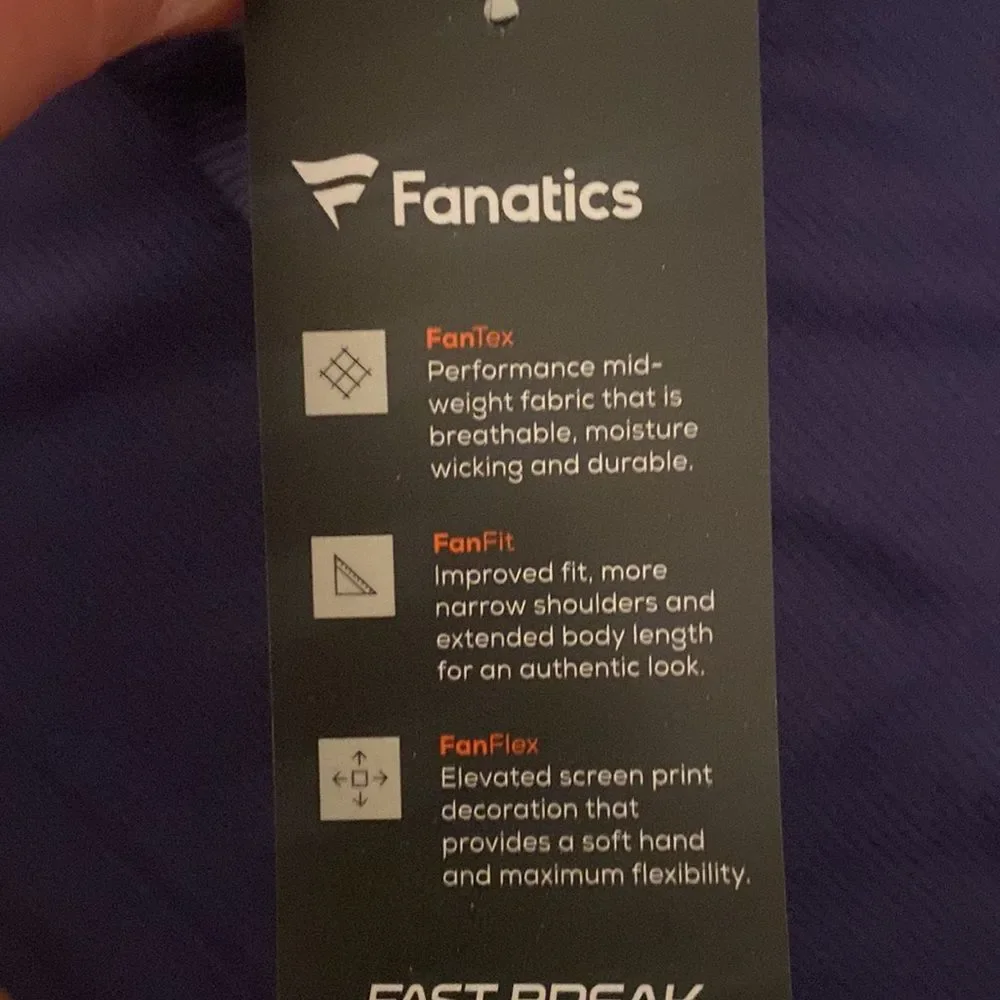 Fanatics
FanTex
Performance mid-
weight fabric that is
breathable, moisture
wicking and durable.
FanFit
Improved fit, more
narrow shoulders and
extended body length
for an authentic look.
FanFlex
Elevated screen print
decoration that
provides a soft hand
and maximum flexibility.
FAST BREAK